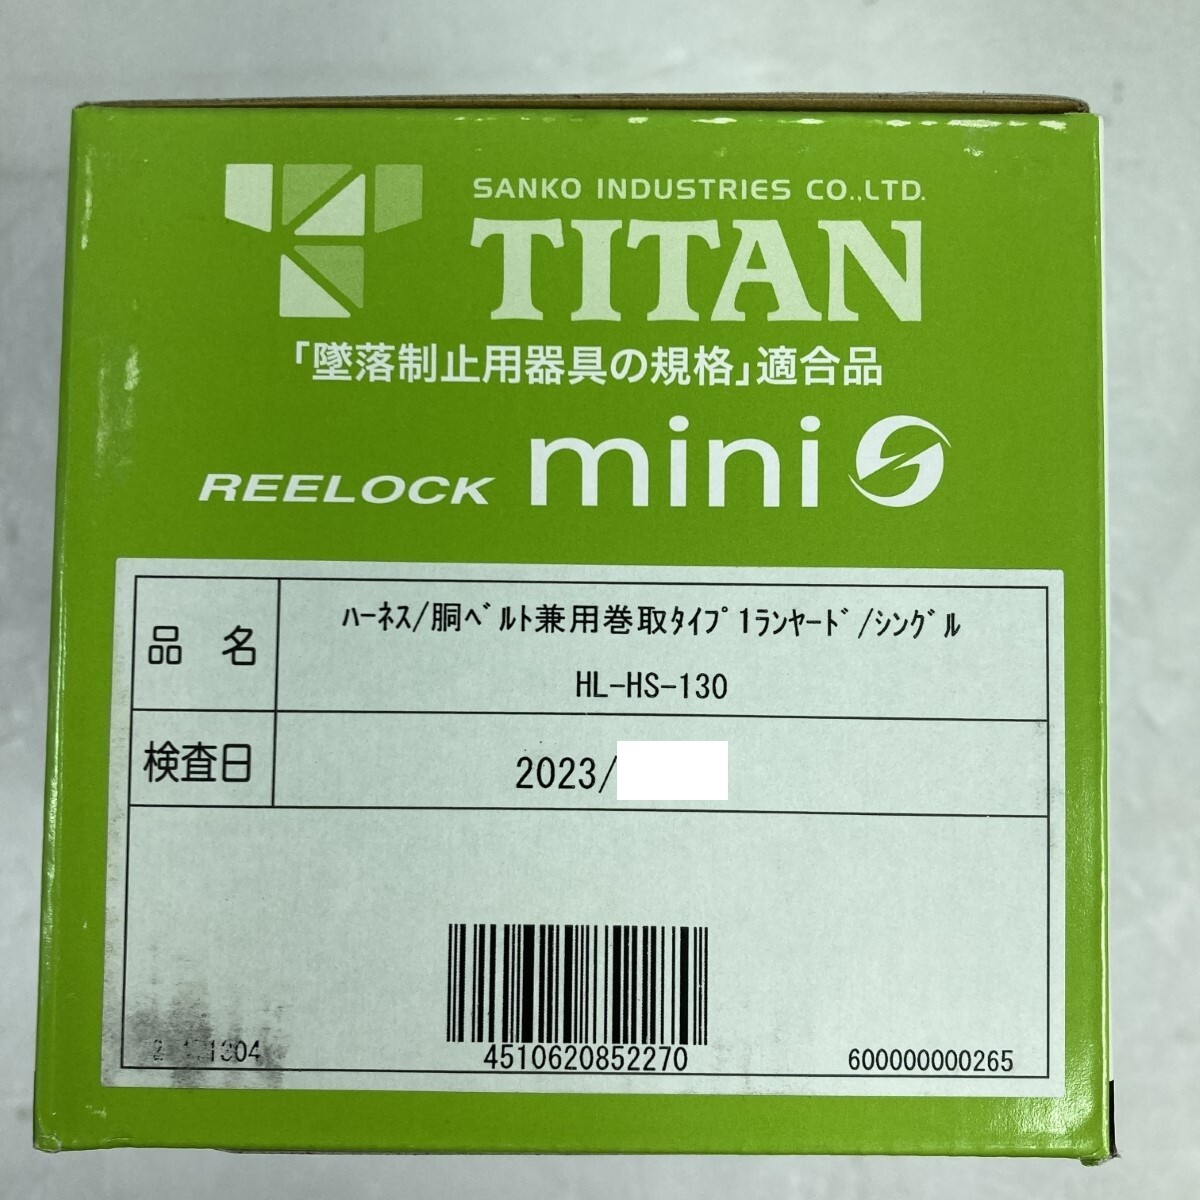 SANKO INDUSTRIES CO.,LTD.
TITAN
「墜落制止用器具の規格」適合品
REELOCK mini
品 名
ﾊｰﾈｽ/胴ﾍﾞﾙﾄ兼用巻取ﾀｲﾌﾟ1ﾗﾝﾔｰﾄﾞ/ｼﾝｸﾞﾙ
HL-HS-130
検査日
2023/
4510620852270
600000000265